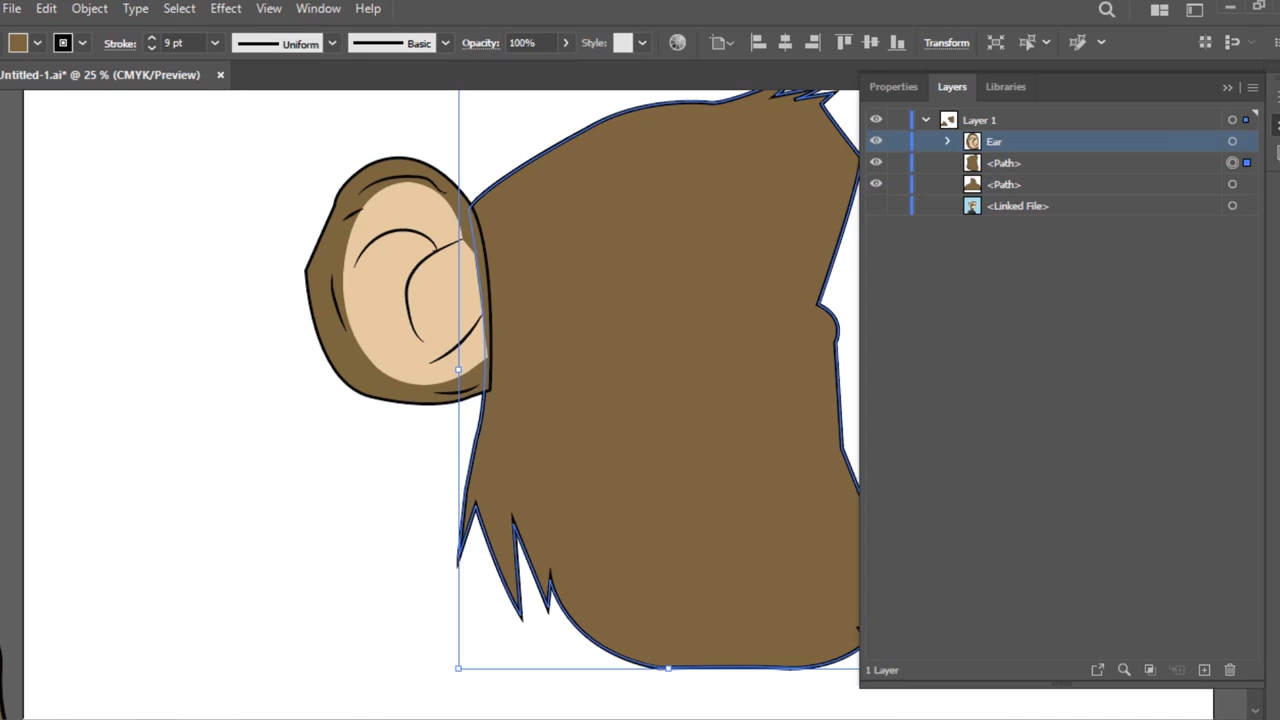 File Edit Object Type Select Effect View Window Help
Stroke: 9 pt Uniform Basic Opacity: 100% Style: Transform
Untitled-1.ai* @ 25 % (CMYK/Preview) ×
Properties Layers Libraries
Layer 1
Ear
<Path>
<Path>
<Linked File>
1 Layer